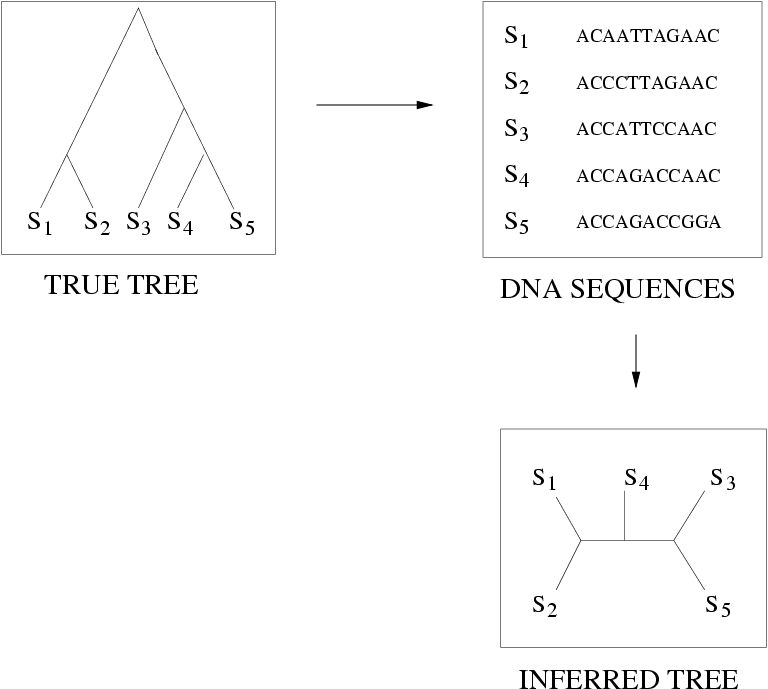 S1 S2 S3 S4 S5
TRUE TREE
S1 ACAATTAGAAC
S2 ACCCTTAGAAC
S3 ACCATTCCAAC
S4 ACCAGACCAAC
S5 ACCAGACCGGA
DNA SEQUENCES
S1 S4 S3
S2 S5
INFERRED TREE